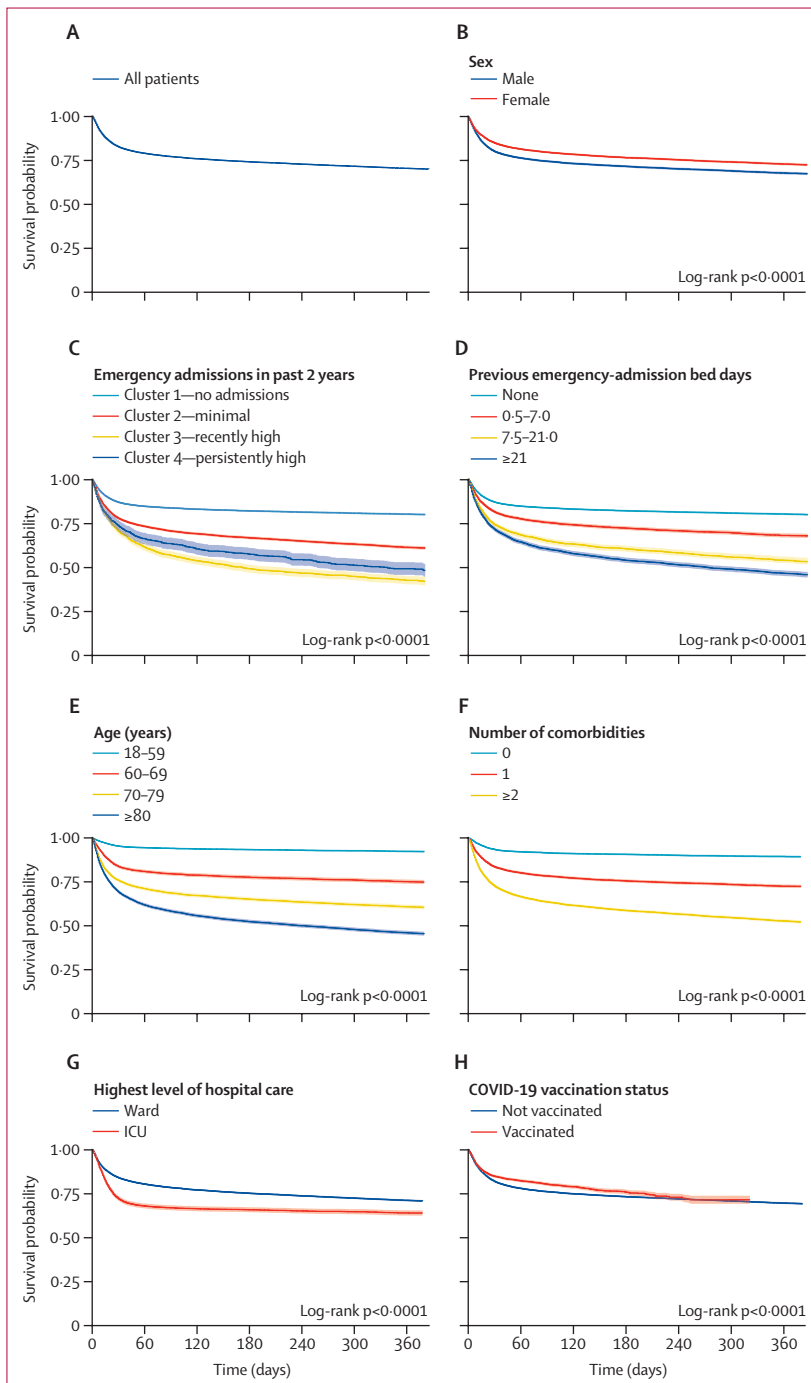 A
All patients
1·00
0·75
0·50
0·25
0
Survival probability
B
Sex
Male
Female
Log-rank p<0·0001
C
Emergency admissions in past 2 years
Cluster 1—no admissions
Cluster 2—minimal
Cluster 3—recently high
Cluster 4—persistently high
1·00
0·75
0·50
0·25
0
Survival probability
Log-rank p<0·0001
D
Previous emergency-admission bed days
None
0·5–7·0
7·5–21·0
≥21
Log-rank p<0·0001
E
Age (years)
18–59
60–69
70–79
≥80
1·00
0·75
0·50
0·25
0
Survival probability
Log-rank p<0·0001
F
Number of comorbidities
0
1
≥2
Log-rank p<0·0001
G
Highest level of hospital care
Ward
ICU
1·00
0·75
0·50
0·25
0
Survival probability
Log-rank p<0·0001
0 60 120 180 240 300 360
Time (days)
H
COVID-19 vaccination status
Not vaccinated
Vaccinated
Log-rank p<0·0001
0 60 120 180 240 300 360
Time (days)